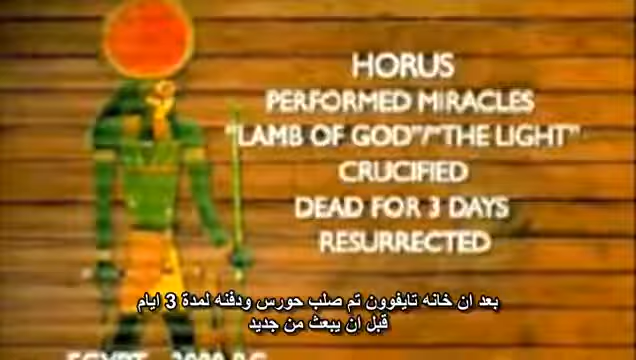 HORUS
PERFORMED MIRACLES
"LAMB OF GOD"/"THE LIGHT"
CRUCIFIED
DEAD FOR 3 DAYS
RESURRECTED
بعد ان خانه تايفوون تم صلب حورس ودفنه لمدة 3 ايام
قبل ان يبعث من جديد
EGYPT